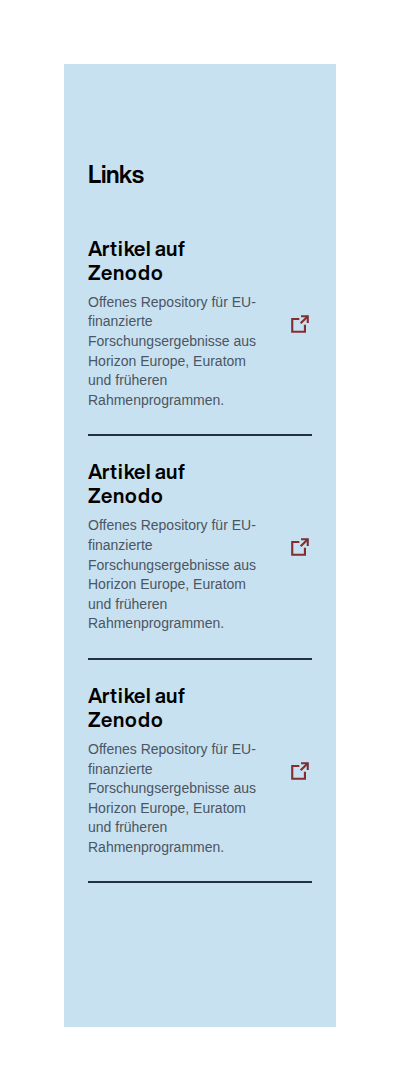 Links
Artikel auf
Zenodo
Offenes Repository für EU-
finanzierte
Forschungsergebnisse aus
Horizon Europe, Euratom
und früheren
Rahmenprogrammen.
Artikel auf
Zenodo
Offenes Repository für EU-
finanzierte
Forschungsergebnisse aus
Horizon Europe, Euratom
und früheren
Rahmenprogrammen.
Artikel auf
Zenodo
Offenes Repository für EU-
finanzierte
Forschungsergebnisse aus
Horizon Europe, Euratom
und früheren
Rahmenprogrammen.